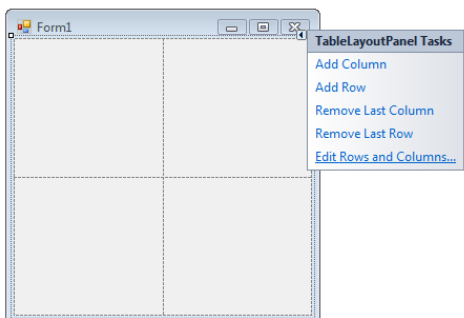 Form1
TableLayoutPanel Tasks
Add Column
Add Row
Remove Last Column
Remove Last Row
Edit Rows and Columns...